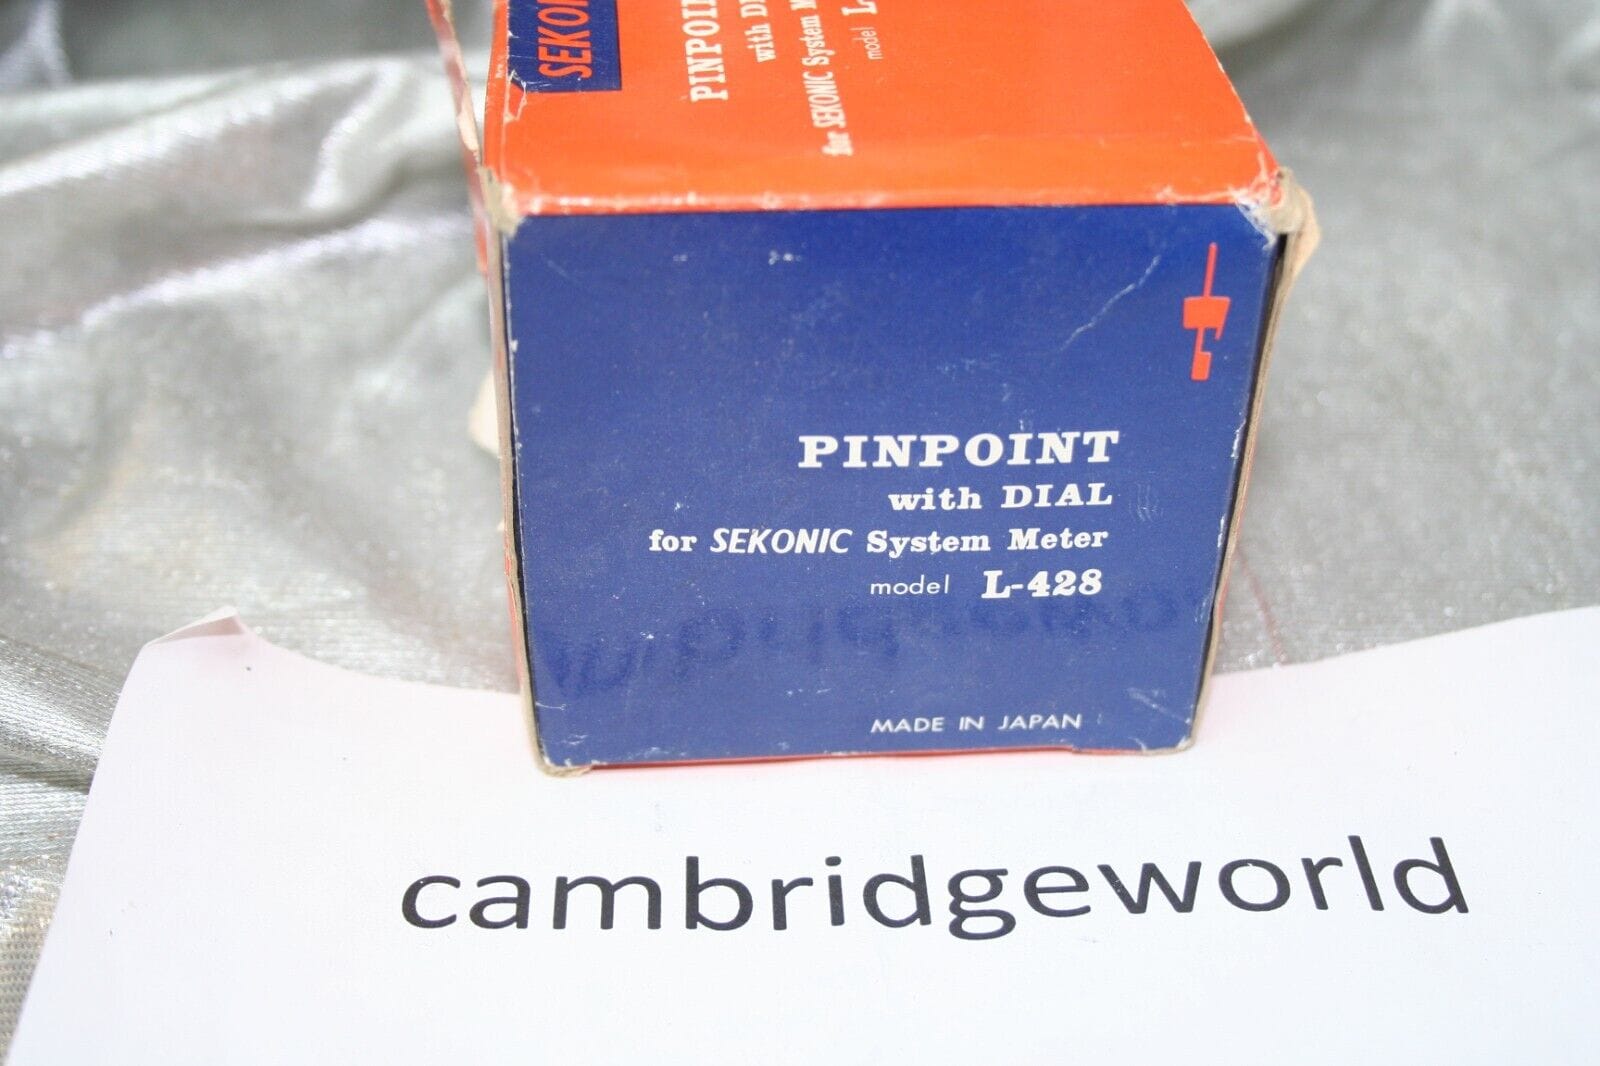 SEKON
PINPOIN
with D
for SEKONIC System M
model L-
PINPOINT
with DIAL
for SEKONIC System Meter
model L-428
MADE IN JAPAN
cambridgeworld